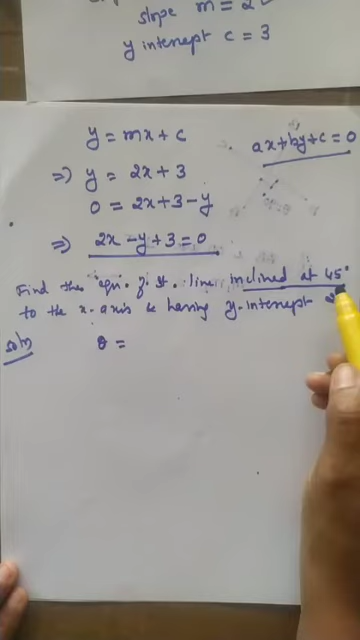 slope m = 2
y intercept c = 3
y = mx + c
ax+by+c = 0
⇒) y = 2x + 3
0 = 2x+3-y
⇒) 2x-y+3=0
Find the eqn. of st. line inclined at 45°
to the x-axis & having y-intercept
soln
θ =